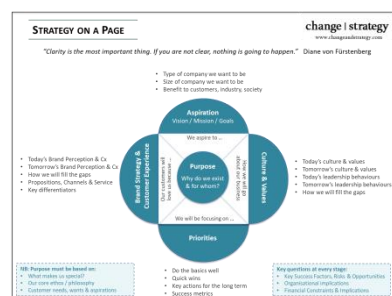 STRATEGY ON A PAGE
change | strategy
www.changeandstrategy.com
"Clarity is the most important thing. If you are not clear, nothing is going to happen." Diane von Fürstenberg
• Type of company we want to be
• Size of company we want to be
• Benefit to customers, industry, society
Aspiration
Vision / Mission / Goals
We aspire to ...
• Today's Brand Perception & Cx
• Tomorrow's Brand Perception & Cx
• How we will fill the gaps
• Propositions, Channels & Service
• Key differentiators
Brand Strategy &
Customer Experience
Our customers will
love us because ...
Purpose
Why do we exist
& for whom?
How we will go
about our business
Culture & Values
• Today's culture & values
• Tomorrow's culture & values
• Today's leadership behaviours
• Tomorrow's leadership behaviours
• How we will fill the gaps
We will be focusing on ...
Priorities
• Do the basics well
• Quick wins
• Key actions for the long term
• Success metrics
NB: Purpose must be based on:
• What makes us special?
• Our core ethos / philosophy
• Customer needs, wants & aspirations
Key questions at every stage:
• Key Success Factors, Risks & Opportunities
• Organisational implications
• Financial Constraints & Implications